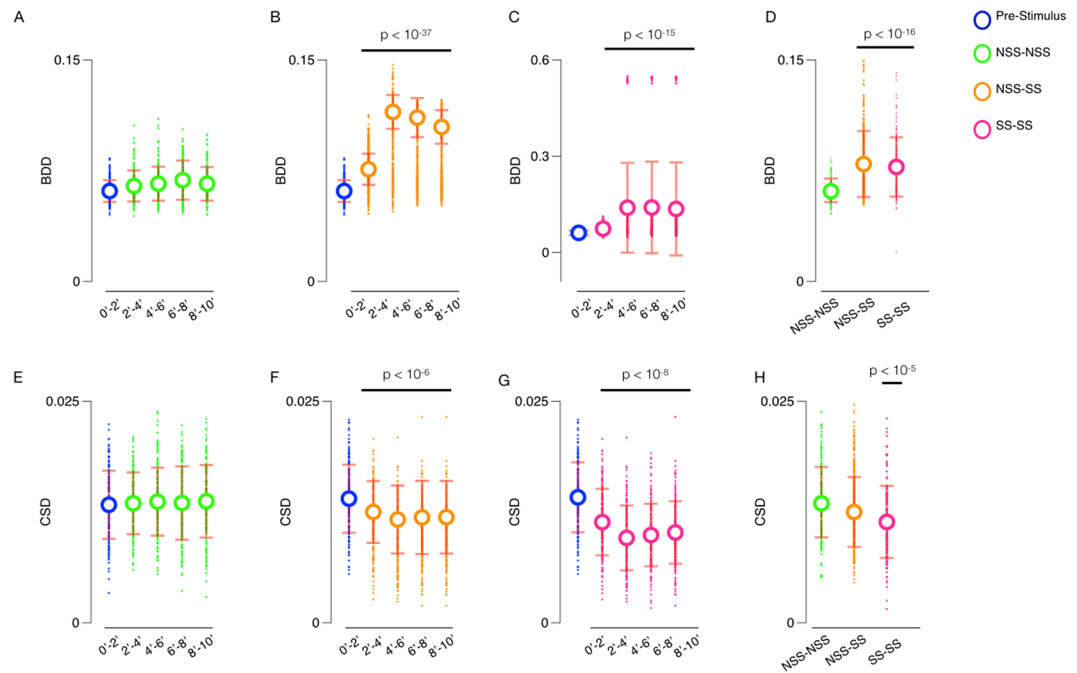 A
B
C
D
Pre-Stimulus
NSS-NSS
NSS-SS
SS-SS
p < 10-37
p < 10-15
p < 10-16
0.15
BDD
0
0'-2'
2'-4'
4'-6'
6'-8'
8'-10'
0.15
BDD
0
0'-2'
2'-4'
4'-6'
6'-8'
8'-10'
0.6
0.3
BDD
0
0'-2'
2'-4'
4'-6'
6'-8'
8'-10'
0.15
BDD
0
NSS-NSS
NSS-SS
SS-SS
E
F
G
H
p < 10-6
p < 10-8
p < 10-5
0.025
CSD
0
0'-2'
2'-4'
4'-6'
6'-8'
8'-10'
0.025
CSD
0
0'-2'
2'-4'
4'-6'
6'-8'
8'-10'
0.025
CSD
0
0'-2'
2'-4'
4'-6'
6'-8'
8'-10'
0.025
CSD
0
NSS-NSS
NSS-SS
SS-SS